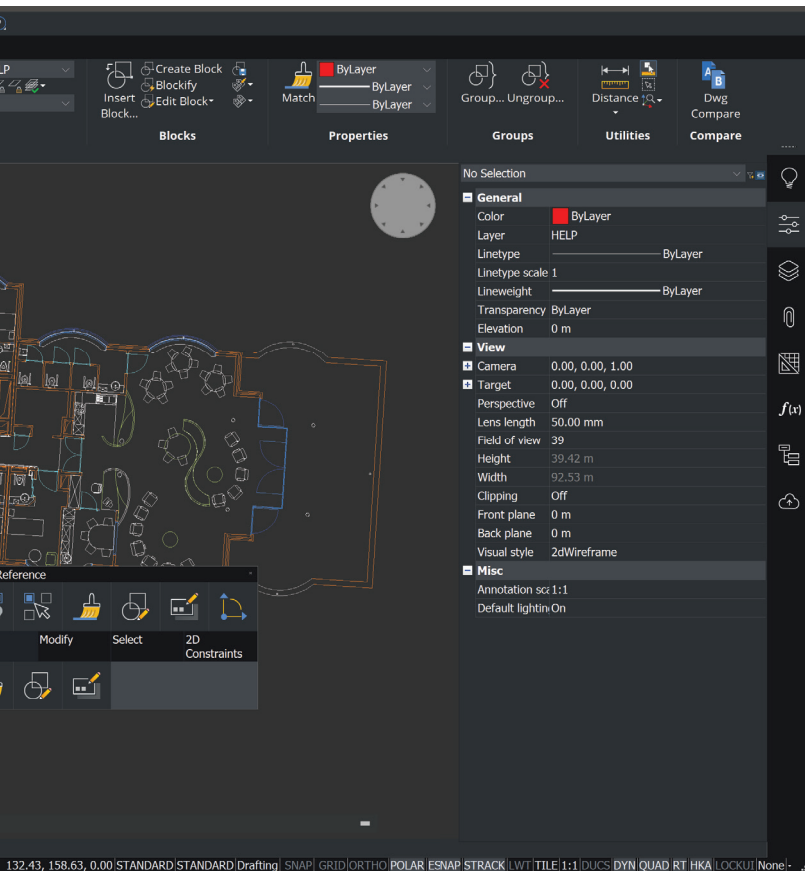 LP
Insert
Block...
Create Block
Blockify
Edit Block
Blocks
Match
ByLayer
ByLayer
ByLayer
Properties
Group... Ungroup...
Groups
Distance
Utilities
A
B
Dwg
Compare
Compare
No Selection
General
Color ByLayer
Layer HELP
Linetype ByLayer
Linetype scale 1
Lineweight ByLayer
Transparency ByLayer
Elevation 0 m
View
Camera 0.00, 0.00, 1.00
Target 0.00, 0.00, 0.00
Perspective Off
Lens length 50.00 mm
Field of view 39
Height 39.42 m
Width 92.53 m
Clipping Off
Front plane 0 m
Back plane 0 m
Visual style 2dWireframe
Misc
Annotation sca 1:1
Default lightin On
f(x)
Reference
Modify Select 2D
Constraints
132.43, 158.63, 0.00 STANDARD STANDARD Drafting SNAP GRID ORTHO POLAR ESNAP STRACK LWT TILE 1:1 DUCS DYN QUAD RT HKA LOCKUI None